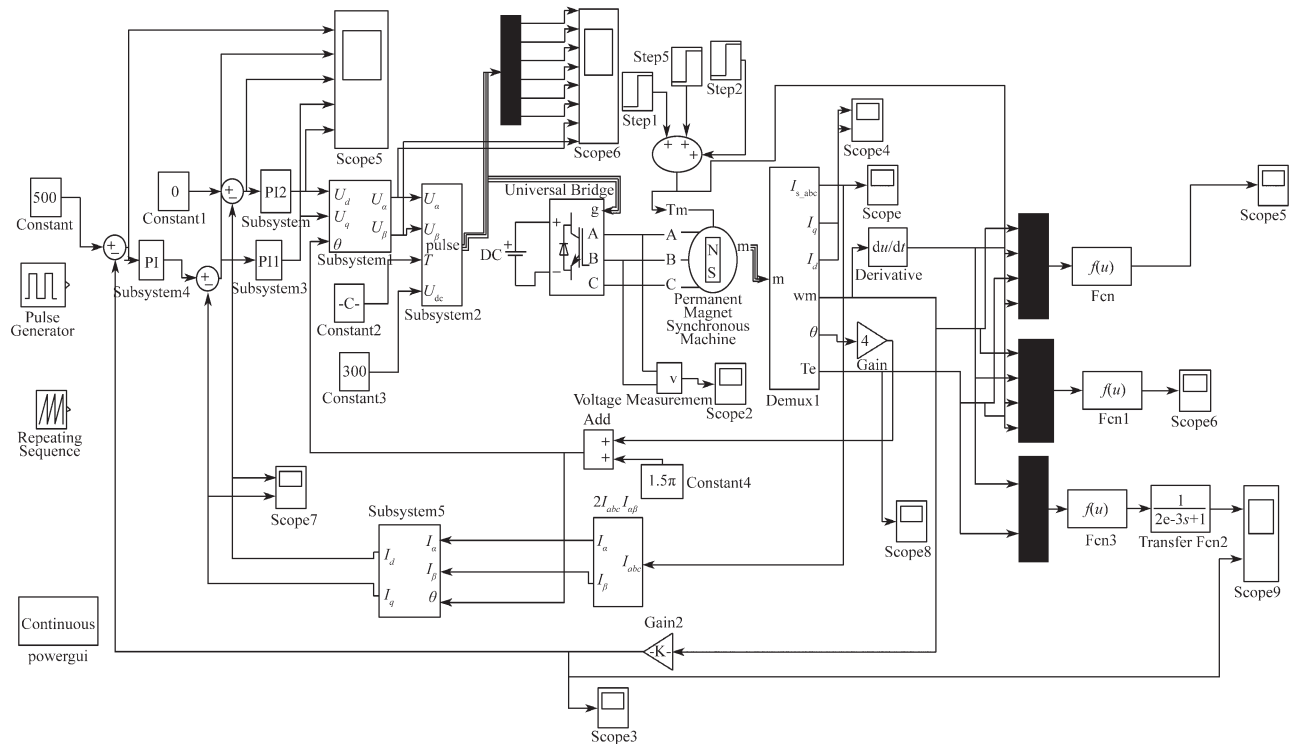 Scope5
Scope6
Step1
Step5
Step2
+
+
+
Scope4
500
Constant
0
Constant1
+
−
PI2
Subsystem
U_d
U_q
θ
U_α
U_β
Subsystem1
U_α
U_β
pulse
T
U_dc
Subsystem2
Universal Bridge
g
A
B
C
+
−
DC
+
Tm
A
B
C
N
S
m
Permanent
Magnet
Synchronous
Machine
m
I_s_abc
I_q
I_d
wm
θ
Te
Demux1
Scope
du/dt
Derivative
f(u)
Fcn
Scope5
+
−
PI
Subsystem4
+
−
PI1
Subsystem3
Pulse
Generator
-C-
Constant2
300
Constant3
v
Voltage Measuremen
Scope2
4
Gain
f(u)
Fcn1
Scope6
Repeating
Sequence
Add
+
+
1.5π
Constant4
Scope7
Subsystem5
I_d
I_q
I_α
I_β
θ
2I_abc I_αβ
I_α
I_β
I_abc
Scope8
f(u)
Fcn3
1
2e-3s+1
Transfer Fcn2
Scope9
Continuous
powergui
Gain2
-K-
Scope3